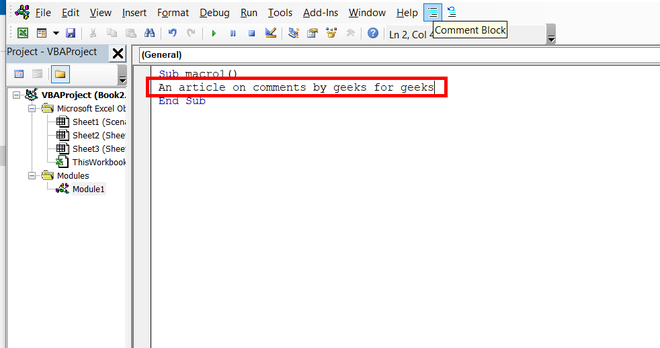 File Edit View Insert Format Debug Run Tools Add-Ins Window Help
Ln 2, Col
Comment Block
Project - VBAProject
(General)
VBAProject (Book2.
Microsoft Excel Ob
Sheet1 (Scena
Sheet2 (Shee
Sheet3 (Shee
ThisWorkbook
Modules
Module1
Sub macro1()
An article on comments by geeks for geeks
End Sub